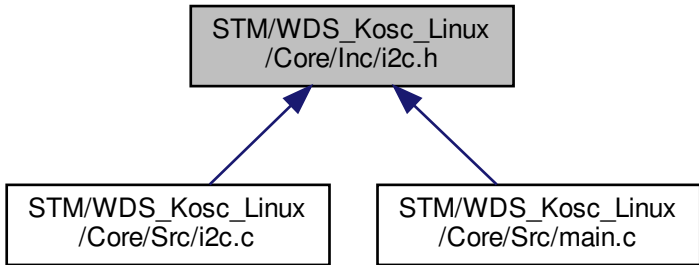 STM/WDS_Kosc_Linux
/Core/Inc/i2c.h
STM/WDS_Kosc_Linux
/Core/Src/i2c.c
STM/WDS_Kosc_Linux
/Core/Src/main.c